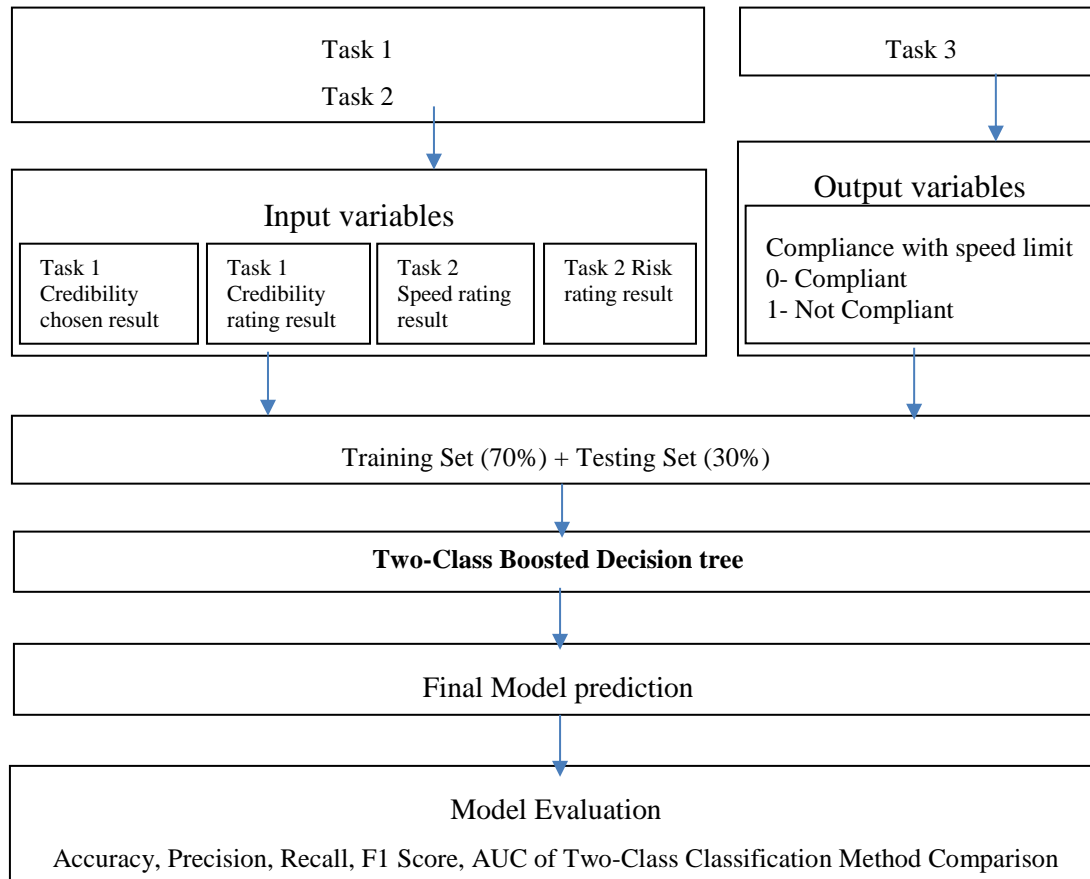 Task 1
Task 2
Task 3
Input variables
Task 1
Credibility
chosen result
Task 1
Credibility
rating result
Task 2
Speed rating
result
Task 2 Risk
rating result
Output variables
Compliance with speed limit
0- Compliant
1- Not Compliant
Training Set (70%) + Testing Set (30%)
Two-Class Boosted Decision tree
Final Model prediction
Model Evaluation
Accuracy, Precision, Recall, F1 Score, AUC of Two-Class Classification Method Comparison